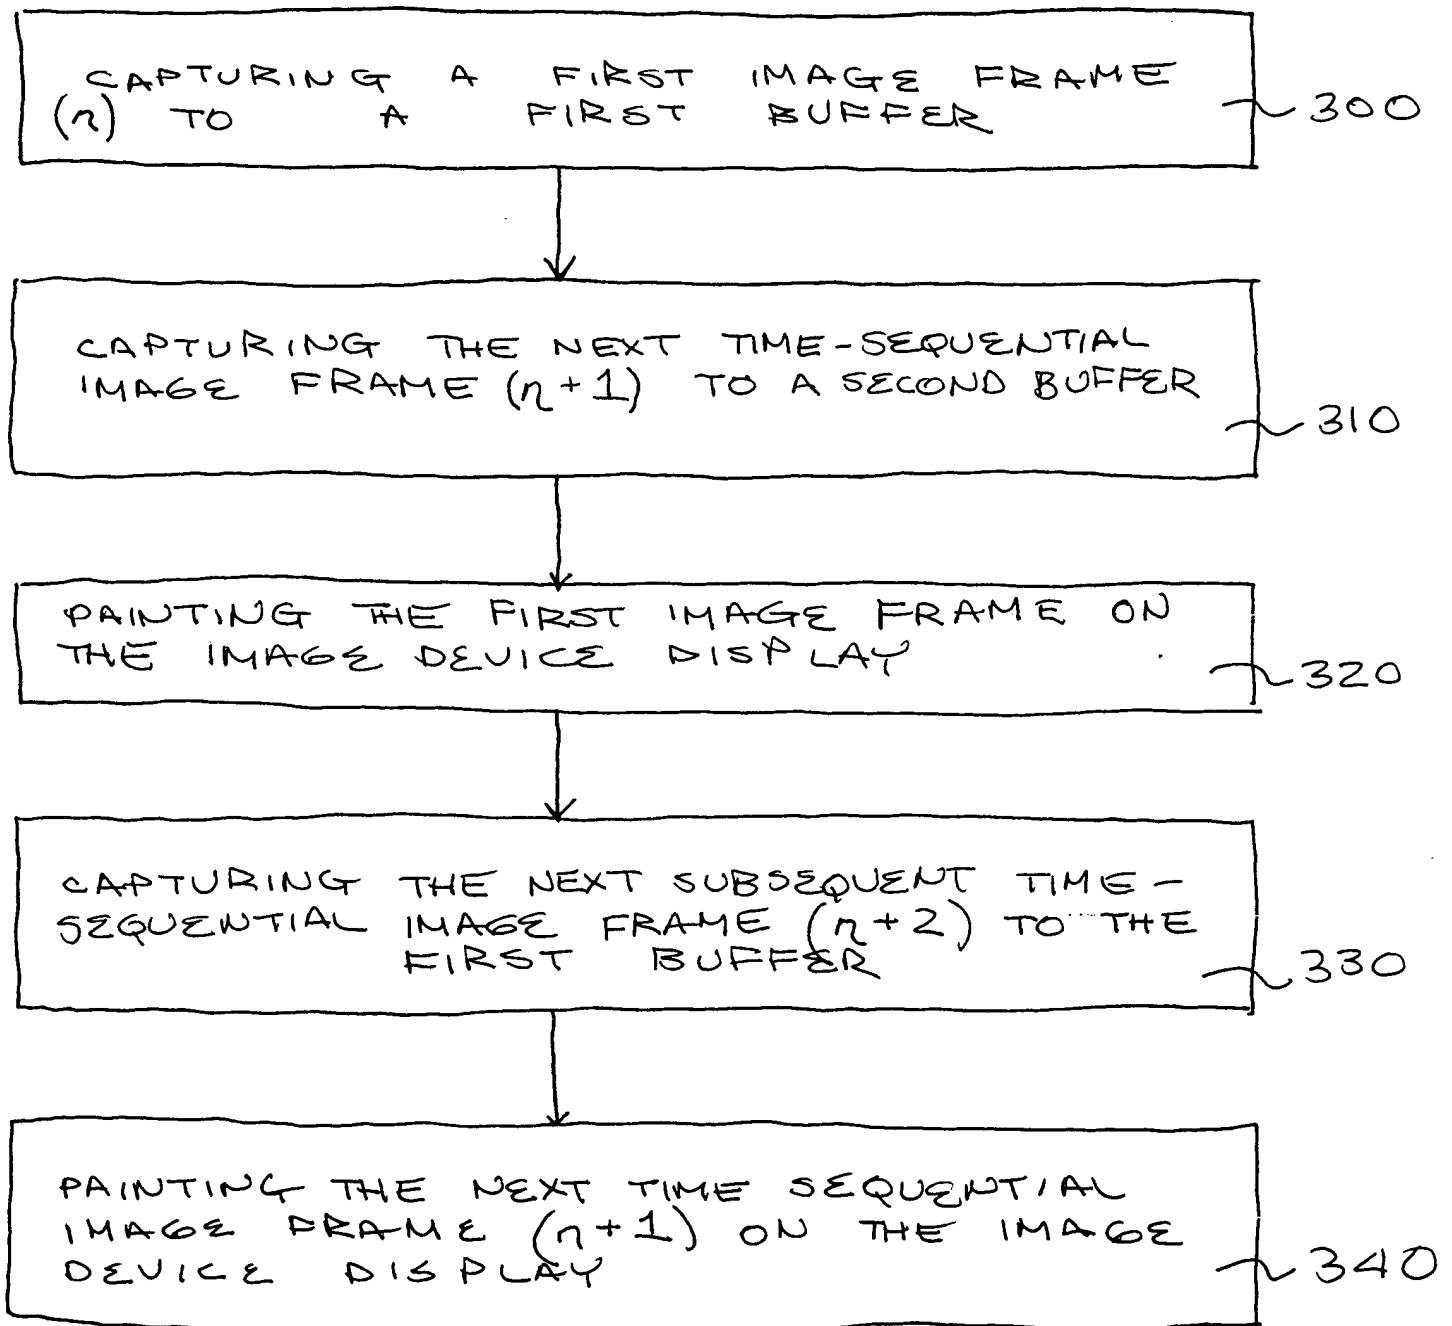 CAPTURING A FIRST IMAGE FRAME
(n) TO A FIRST BUFFER
300
CAPTURING THE NEXT TIME-SEQUENTIAL
IMAGE FRAME (n+1) TO A SECOND BUFFER
310
PAINTING THE FIRST IMAGE FRAME ON
THE IMAGE DEVICE DISPLAY
320
CAPTURING THE NEXT SUBSEQUENT TIME-
SEQUENTIAL IMAGE FRAME (n+2) TO THE
FIRST BUFFER
330
PAINTING THE NEXT TIME SEQUENTIAL
IMAGE FRAME (n+1) ON THE IMAGE
DEVICE DISPLAY
340